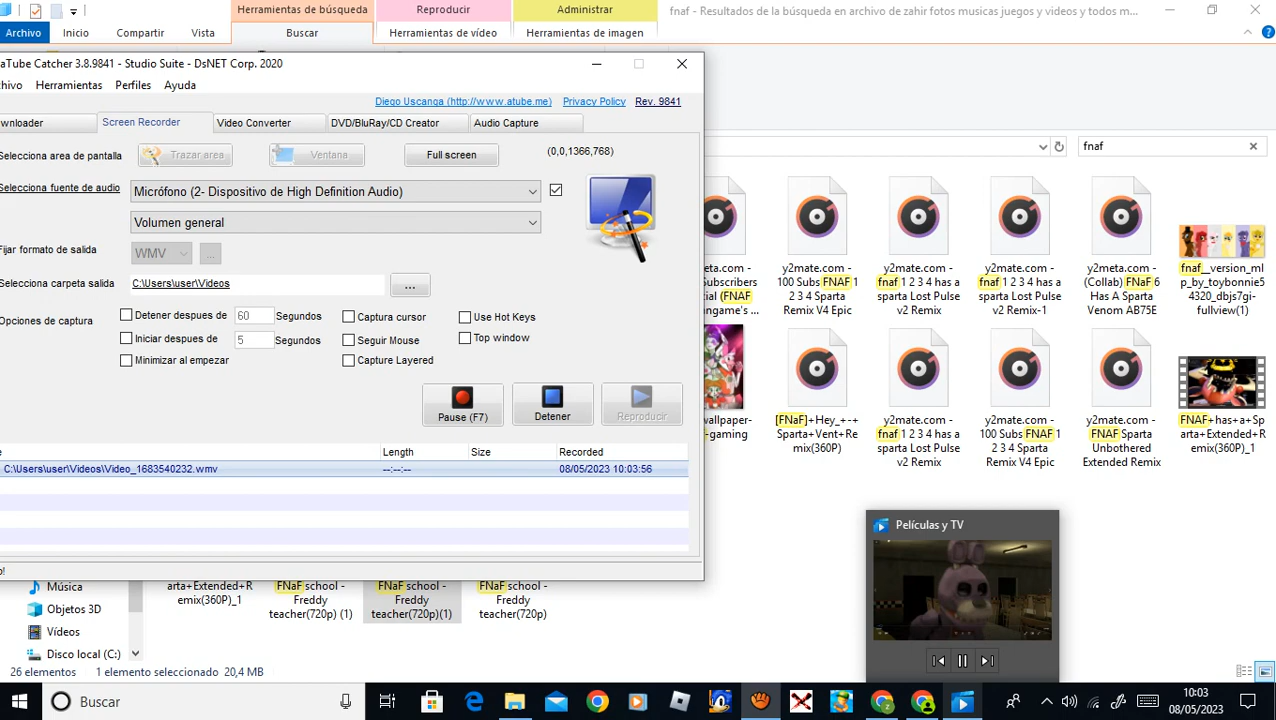 Herramientas de búsqueda
Reproducir
Administrar
fnaf - Resultados de la búsqueda en archivo de zahir fotos musicas juegos y videos y todos m...
Archivo
Inicio
Compartir
Vista
Buscar
Herramientas de vídeo
Herramientas de imagen
aTube Catcher 3.8.9841 - Studio Suite - DsNET Corp. 2020
chivo
Herramientas
Perfiles
Ayuda
Diego Uscanga (http://www.atube.me)
Privacy Policy
Rev. 9841
wnloader
Screen Recorder
Video Converter
DVD/BluRay/CD Creator
Audio Capture
Selecciona area de pantalla
Trazar area
Ventana
Full screen
(0,0,1366,768)
fnaf
Selecciona fuente de audio
Micrófono (2- Dispositivo de High Definition Audio)
Volumen general
Fijar formato de salida
WMV
...
Selecciona carpeta salida
C:\Users\user\Videos
...
Opciones de captura
Detener despues de
60
Segundos
Captura cursor
Use Hot Keys
Iniciar despues de
5
Segundos
Seguir Mouse
Top window
Minimizar al empezar
Capture Layered
Pause (F7)
Detener
Reproducir
Length
Size
Recorded
C:\Users\user\Videos\Video_1683540232.wmv
--:--:--
08/05/2023 10:03:56
y2mate.com -
100 Subs FNAF 1
2 3 4 Sparta
Remix V4 Epic
y2mate.com -
fnaf 1 2 3 4 has a
sparta Lost Pulse
v2 Remix
y2mate.com -
fnaf 1 2 3 4 has a
sparta Lost Pulse
v2 Remix-1
y2meta.com -
(Collab) FNaF 6
Has A Sparta
Venom AB75E
fnaf__version_ml
p_by_toybonnie5
4320_dbjs7gi-
fullview(1)
meta.com -
Subscribers
cial (FNAF
angame's ...
wallpaper-
-gaming
[FNaF]+Hey_+-+
Sparta+Vent+Re
mix(360P)
y2mate.com -
fnaf 1 2 3 4 has a
sparta Lost Pulse
v2 Remix
y2mate.com -
100 Subs FNAF 1
2 3 4 Sparta
Remix V4 Epic
y2mate.com -
FNAF Sparta
Unbothered
Extended Remix
FNAF+has+a+Sp
arta+Extended+R
emix(360P)_1
Películas y TV
Música
Objetos 3D
Vídeos
Disco local (C:)
arta+Extended+R
emix(360P)_1
FNaF school -
Freddy
teacher(720p) (1)
FNaF school -
Freddy
teacher(720p)(1)
FNaF school -
Freddy
teacher(720p)
26 elementos
1 elemento seleccionado 20,4 MB
Buscar
10:03
08/05/2023